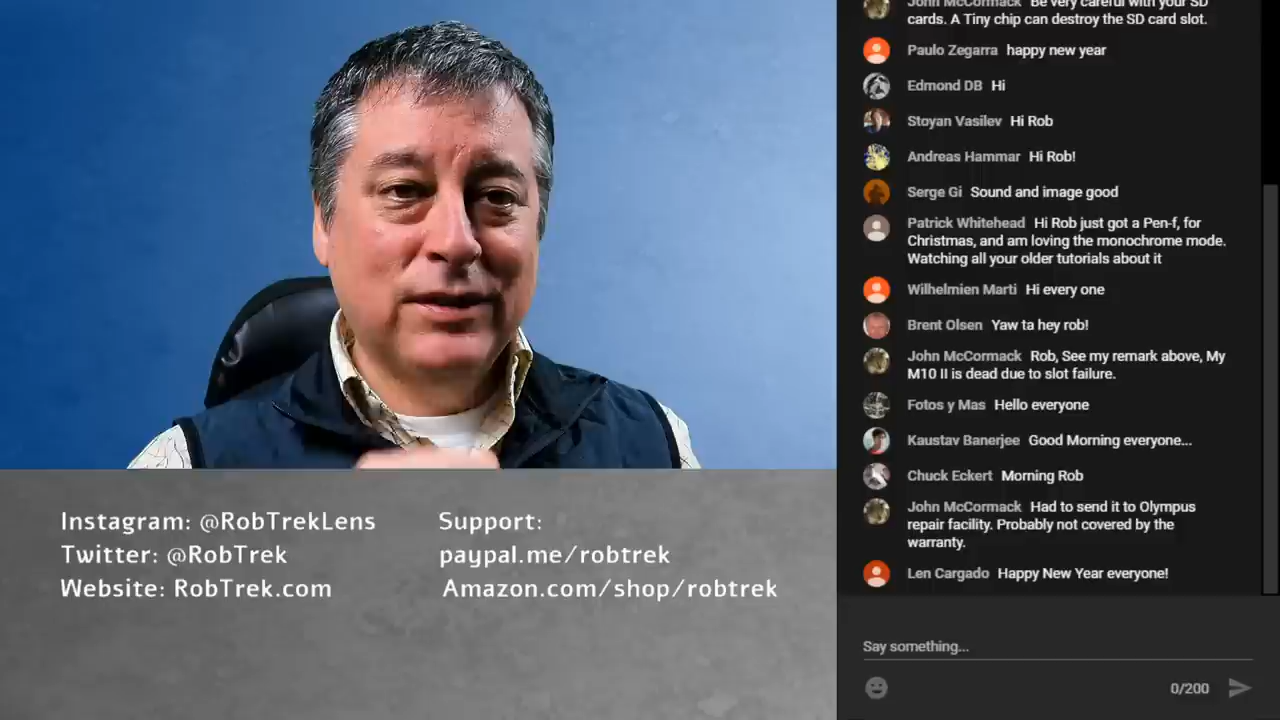 Instagram: @RobTrekLens
Twitter: @RobTrek
Website: RobTrek.com
Support:
paypal.me/robtrek
Amazon.com/shop/robtrek
John McCormack Be very careful with your SD
cards. A Tiny chip can destroy the SD card slot.
Paulo Zegarra happy new year
Edmond DB Hi
Stoyan Vasilev Hi Rob
Andreas Hammar Hi Rob!
Serge Gi Sound and image good
Patrick Whitehead Hi Rob just got a Pen-f, for
Christmas, and am loving the monochrome mode.
Watching all your older tutorials about it
Wilhelmien Marti Hi every one
Brent Olsen Yaw ta hey rob!
John McCormack Rob, See my remark above, My
M10 II is dead due to slot failure.
Fotos y Mas Hello everyone
Kaustav Banerjee Good Morning everyone...
Chuck Eckert Morning Rob
John McCormack Had to send it to Olympus
repair facility. Probably not covered by the
warranty.
Len Cargado Happy New Year everyone!
Say something...
0/200